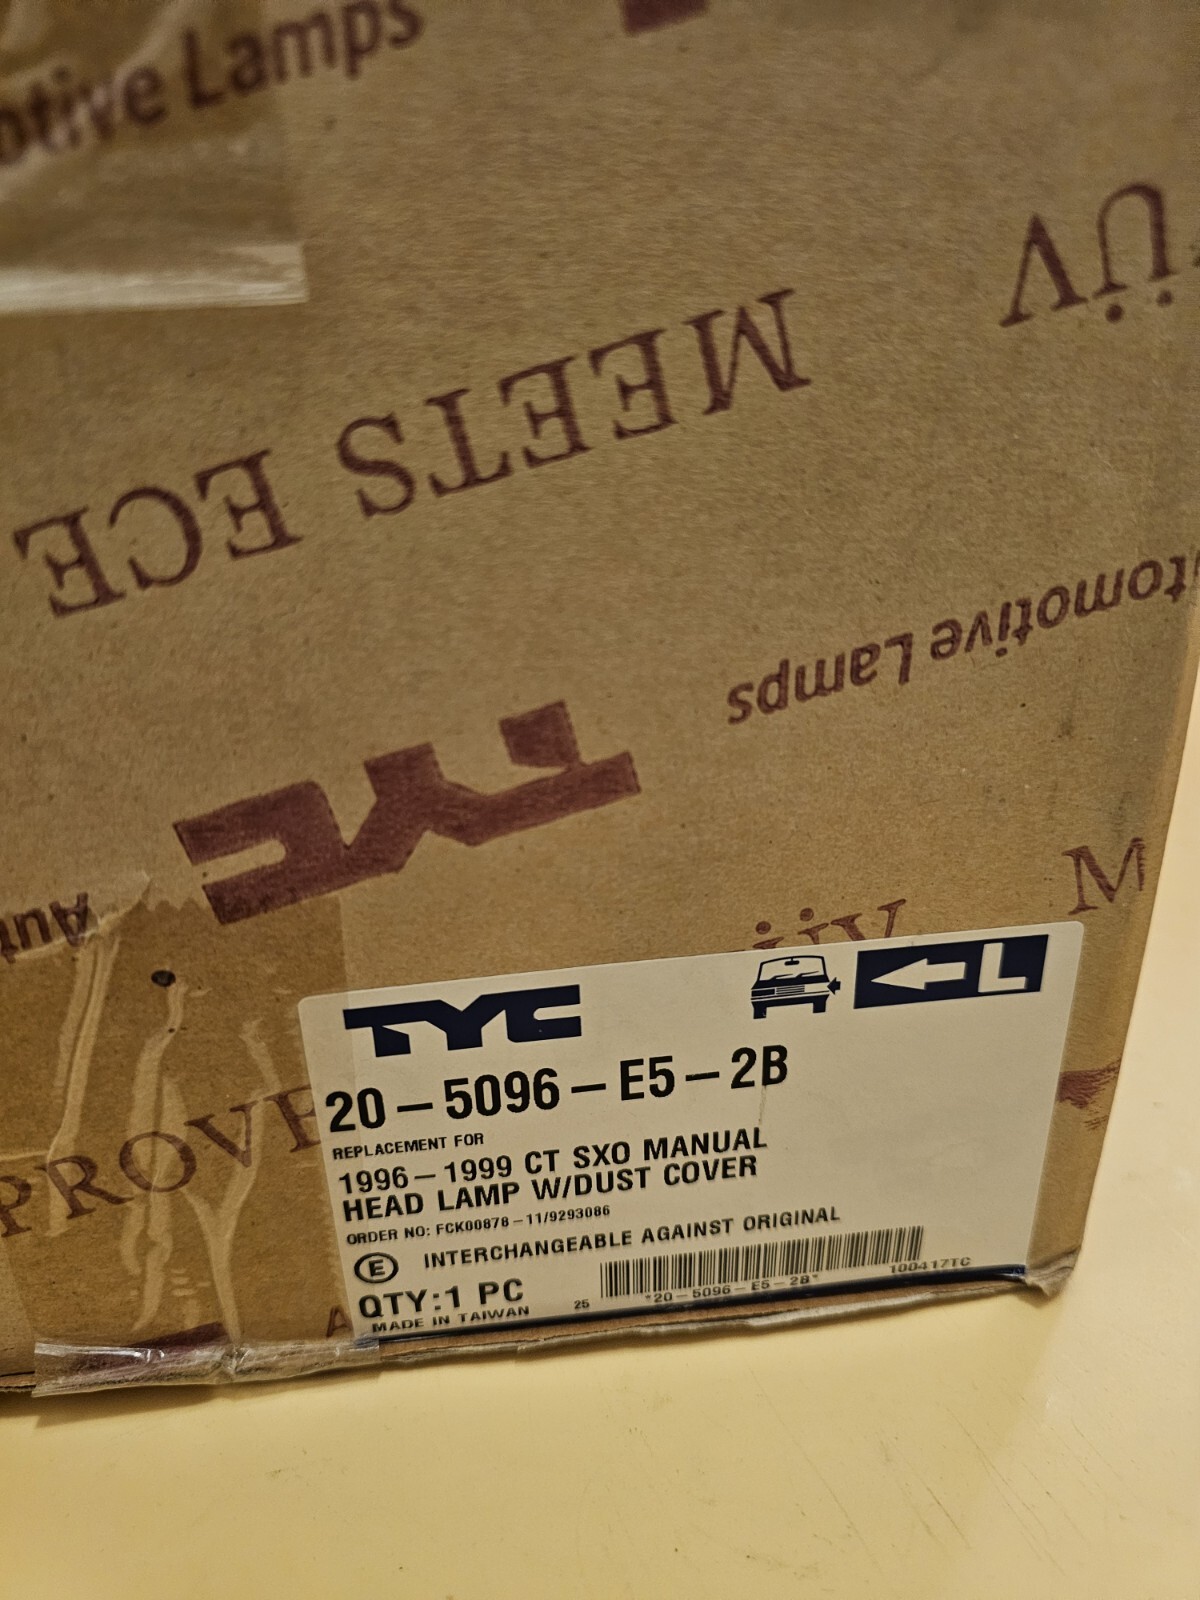 otive Lamps
ÜV
MEETS ECE
utomotive Lamps
TYC
Aut
M
ÜV
PROVE
A
TYC
L
20-5096-E5-2B
REPLACEMENT FOR
1996-1999 CT SXO MANUAL
HEAD LAMP W/DUST COVER
ORDER NO: FCK00878-11/9293086
E INTERCHANGEABLE AGAINST ORIGINAL
QTY:1 PC
25 *20-5096-E5-2B* 100417TC
MADE IN TAIWAN